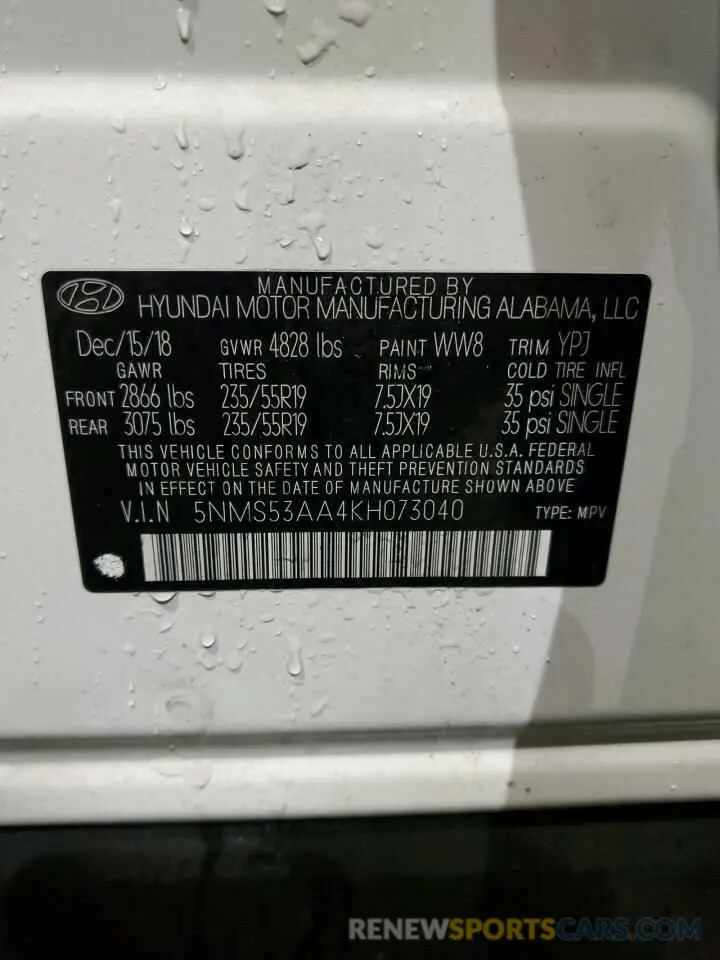 MANUFACTURED BY
HYUNDAI MOTOR MANUFACTURING ALABAMA, LLC
Dec/15/18 GVWR 4828 lbs PAINT WW8 TRIM YPJ
GAWR TIRES RIMS COLD TIRE INFL
FRONT 2866 lbs 235/55R19 7.5JX19 35 psi SINGLE
REAR 3075 lbs 235/55R19 7.5JX19 35 psi SINGLE
THIS VEHICLE CONFORMS TO ALL APPLICABLE U.S.A. FEDERAL
MOTOR VEHICLE SAFETY AND THEFT PREVENTION STANDARDS
IN EFFECT ON THE DATE OF MANUFACTURE SHOWN ABOVE
V.I.N 5NMS53AA4KH073040 TYPE: MPV
RENEWSPORTSCARS.COM